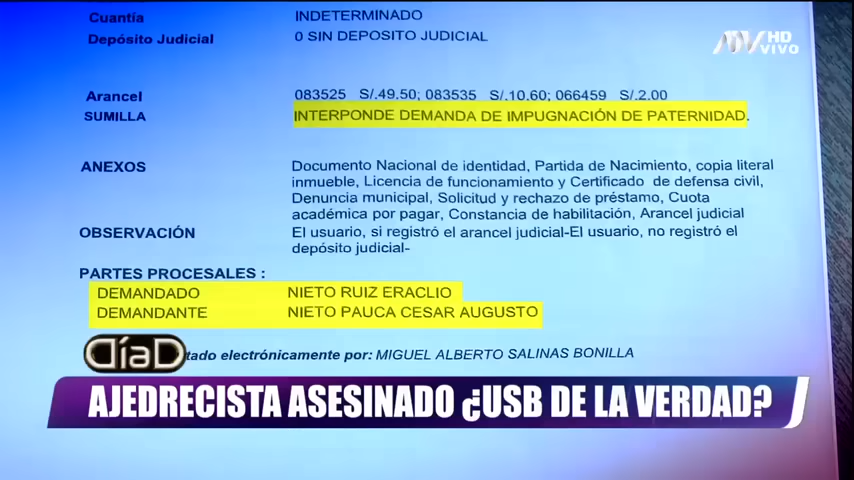 Cuantía INDETERMINADO
Depósito Judicial 0 SIN DEPOSITO JUDICIAL
ATV HD
VIVO
Arancel 083525 S/.49.50; 083535 S/.10.60; 066459 S/.2.00
SUMILLA INTERPONDE DEMANDA DE IMPUGNACIÓN DE PATERNIDAD.
ANEXOS Documento Nacional de identidad, Partida de Nacimiento, copia literal
inmueble, Licencia de funcionamiento y Certificado de defensa civil,
Denuncia municipal, Solicitud y rechazo de préstamo, Cuota
académica por pagar, Constancia de habilitación, Arancel judicial
OBSERVACIÓN El usuario, si registró el arancel judicial-El usuario, no registró el
depósito judicial-
PARTES PROCESALES :
DEMANDADO NIETO RUIZ ERACLIO
DEMANDANTE NIETO PAUCA CESAR AUGUSTO
DíaD
tado electrónicamente por: MIGUEL ALBERTO SALINAS BONILLA
AJEDRECISTA ASESINADO ¿USB DE LA VERDAD?